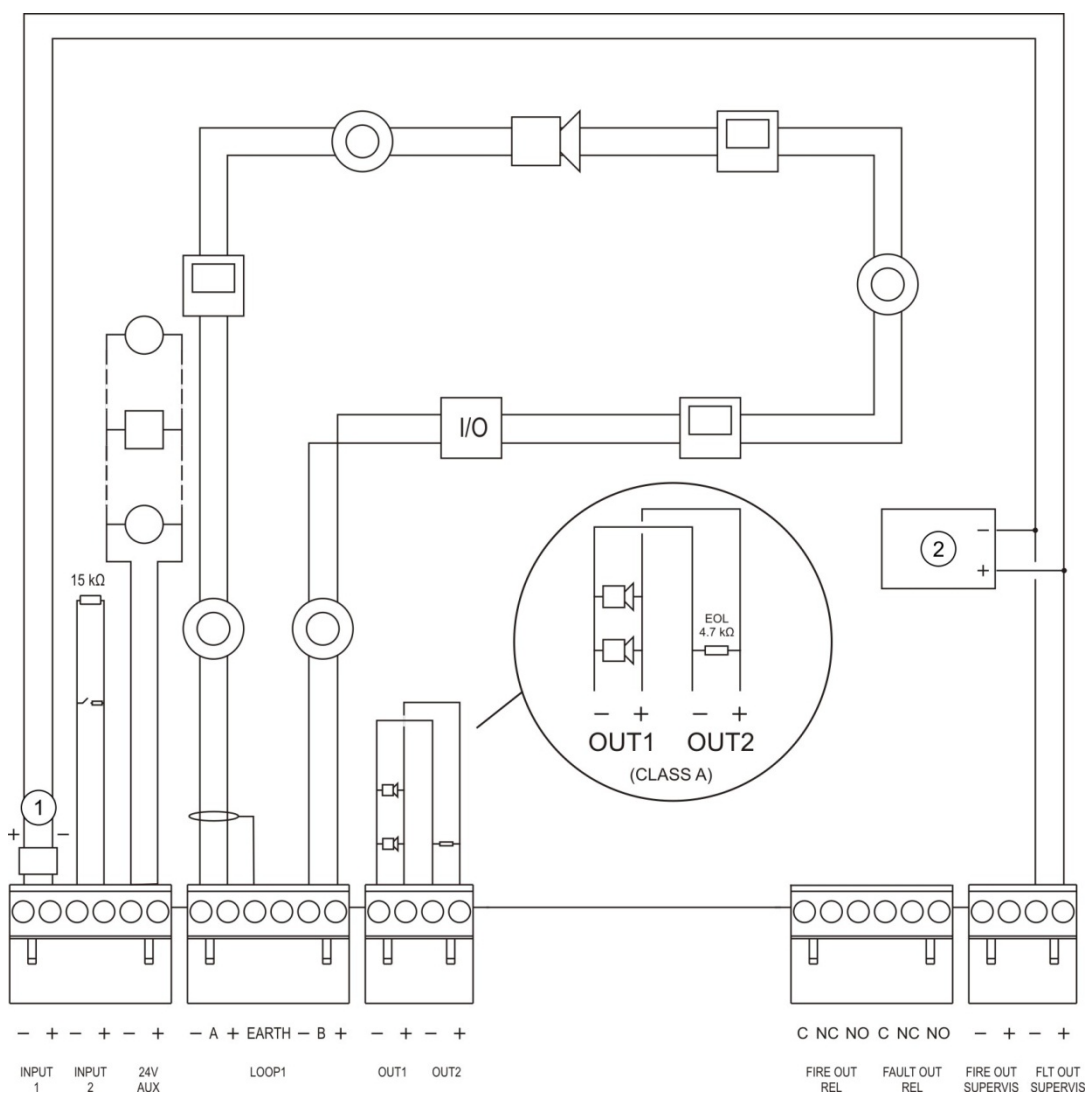 I/O
2
15 kΩ
EOL
4.7 kΩ
− + − +
OUT1 OUT2
(CLASS A)
1
+ −
− +
− + − + − + − A + EARTH − B + − + − + C NC NO C NC NO − + − +
INPUT 1
INPUT 2
24V AUX
LOOP1
OUT1
OUT2
FIRE OUT REL
FAULT OUT REL
FIRE OUT SUPERVIS
FLT OUT SUPERVIS